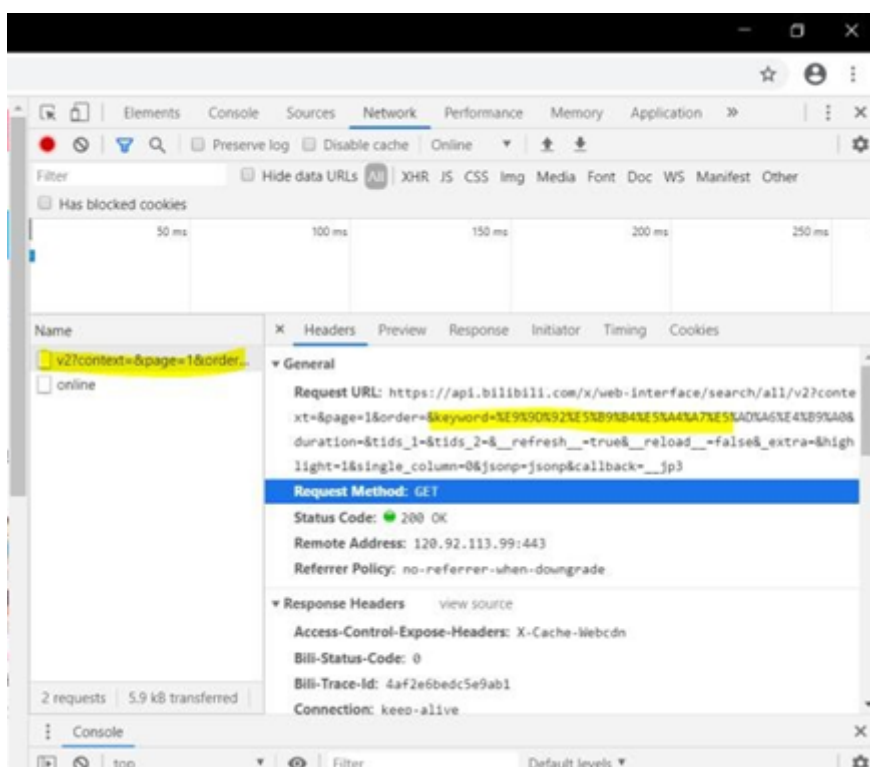 Elements Console Sources Network Performance Memory Application »
Preserve log Disable cache Online
Filter Hide data URLs All XHR JS CSS Img Media Font Doc WS Manifest Other
Has blocked cookies
50 ms 100 ms 150 ms 200 ms 250 ms
Name × Headers Preview Response Initiator Timing Cookies
v2?context=&page=1&order...
online
▼ General
Request URL: https://api.bilibili.com/x/web-interface/search/all/v2?conte
xt=&page=1&order=&keyword=%E9%9D%92%E5%B9%B4%E5%A4%A7%E5%AD%A6%E4%B9%A0&
duration=&tids_1=&tids_2=&__refresh__=true&__reload__=false&_extra=&high
light=1&single_column=0&jsonp=jsonp&callback=__jp3
Request Method: GET
Status Code: 200 OK
Remote Address: 120.92.113.99:443
Referrer Policy: no-referrer-when-downgrade
▼ Response Headers view source
Access-Control-Expose-Headers: X-Cache-Webcdn
Bili-Status-Code: 0
Bili-Trace-Id: 4af2e6bedc5e9ab1
Connection: keep-alive
2 requests 5.9 kB transferred
Console
top Filter Default levels ▼